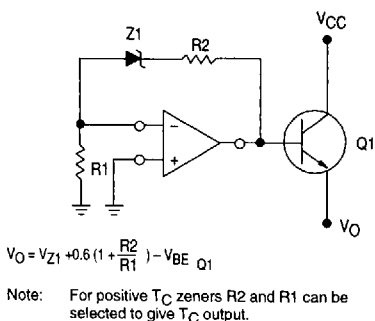 Z1
R2
VCC
R1
−
+
Q1
VO
VO = VZ1 +0.6 (1 + R2/R1) – VBE Q1
Note: For positive TC zeners R2 and R1 can be
selected to give TC output.